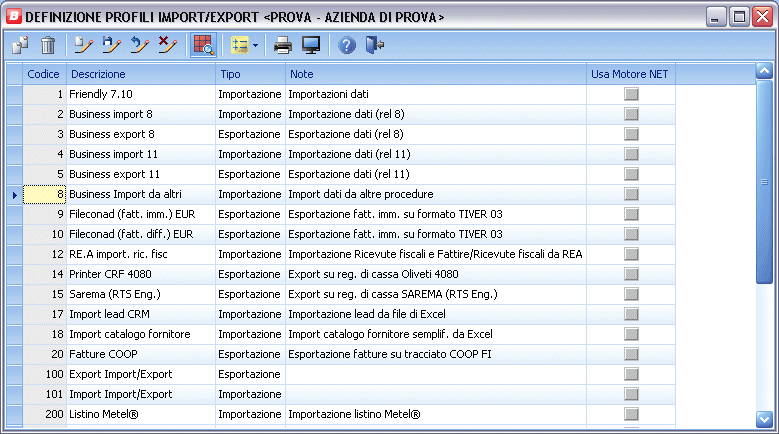 DEFINIZIONE PROFILI IMPORT/EXPORT <PROVA - AZIENDA DI PROVA>
Codice Descrizione Tipo Note Usa Motore NET
1 Friendly 7.10 Importazione Importazioni dati
2 Business import 8 Importazione Importazione dati (rel 8)
3 Business export 8 Esportazione Esportazione dati (rel 8)
4 Business import 11 Importazione Importazione dati (rel 11)
5 Business export 11 Esportazione Esportazione dati (rel 11)
8 Business Import da altri Importazione Import dati da altre procedure
9 Fileconad (fatt. imm.) EUR Esportazione Esportazione fatt. imm. su formato TIVER 03
10 Fileconad (fatt. diff.) EUR Esportazione Esportazione fatt. imm. su formato TIVER 03
12 RE.A import. ric. fisc Importazione Importazione Ricevute fiscali e Fattire/Ricevute fiscali da REA
14 Printer CRF 4080 Esportazione Export su reg. di cassa Oliveti 4080
15 Sarema (RTS Eng.) Esportazione Export su reg. di cassa SAREMA (RTS Eng.)
17 Import lead CRM Importazione Importazione lead da file di Excel
18 Import catalogo fornitore Importazione Import catalogo fornitore semplif. da Excel
20 Fatture COOP Esportazione Esportazione fatture su tracciato COOP FI
100 Export Import/Export Esportazione
101 Import Import/Export Importazione
200 Listino Metel® Importazione Importazione listino Metel®